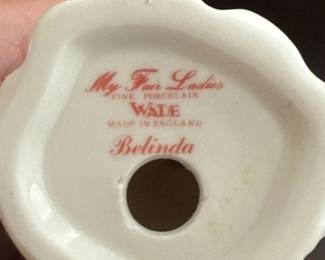 My Fair Ladies
FINE PORCELAIN
WADE
MADE IN ENGLAND
Belinda